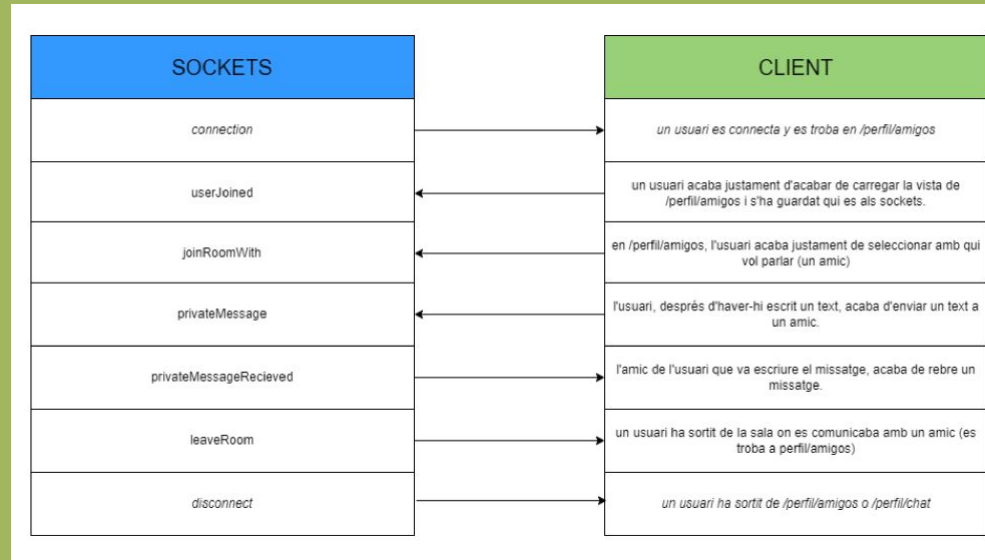 SOCKETS
CLIENT
connection
un usuari es connecta y es troba en /perfil/amigos
userJoined
un usuari acaba justament d'acabar de carregar la vista de
/perfil/amigos i s'ha guardat qui es als sockets.
joinRoomWith
en /perfil/amigos, l'usuari acaba justament de seleccionar amb qui
vol parlar (un amic)
privateMessage
l'usuari, després d'haver-hi escrit un text, acaba d'enviar un text a
un amic.
privateMessageRecieved
l'amic de l'usuari que va escriure el missatge, acaba de rebre un
missatge.
leaveRoom
un usuari ha sortit de la sala on es comunicaba amb un amic (es
troba a perfil/amigos)
disconnect
un usuari ha sortit de /perfil/amigos o /perfil/chat